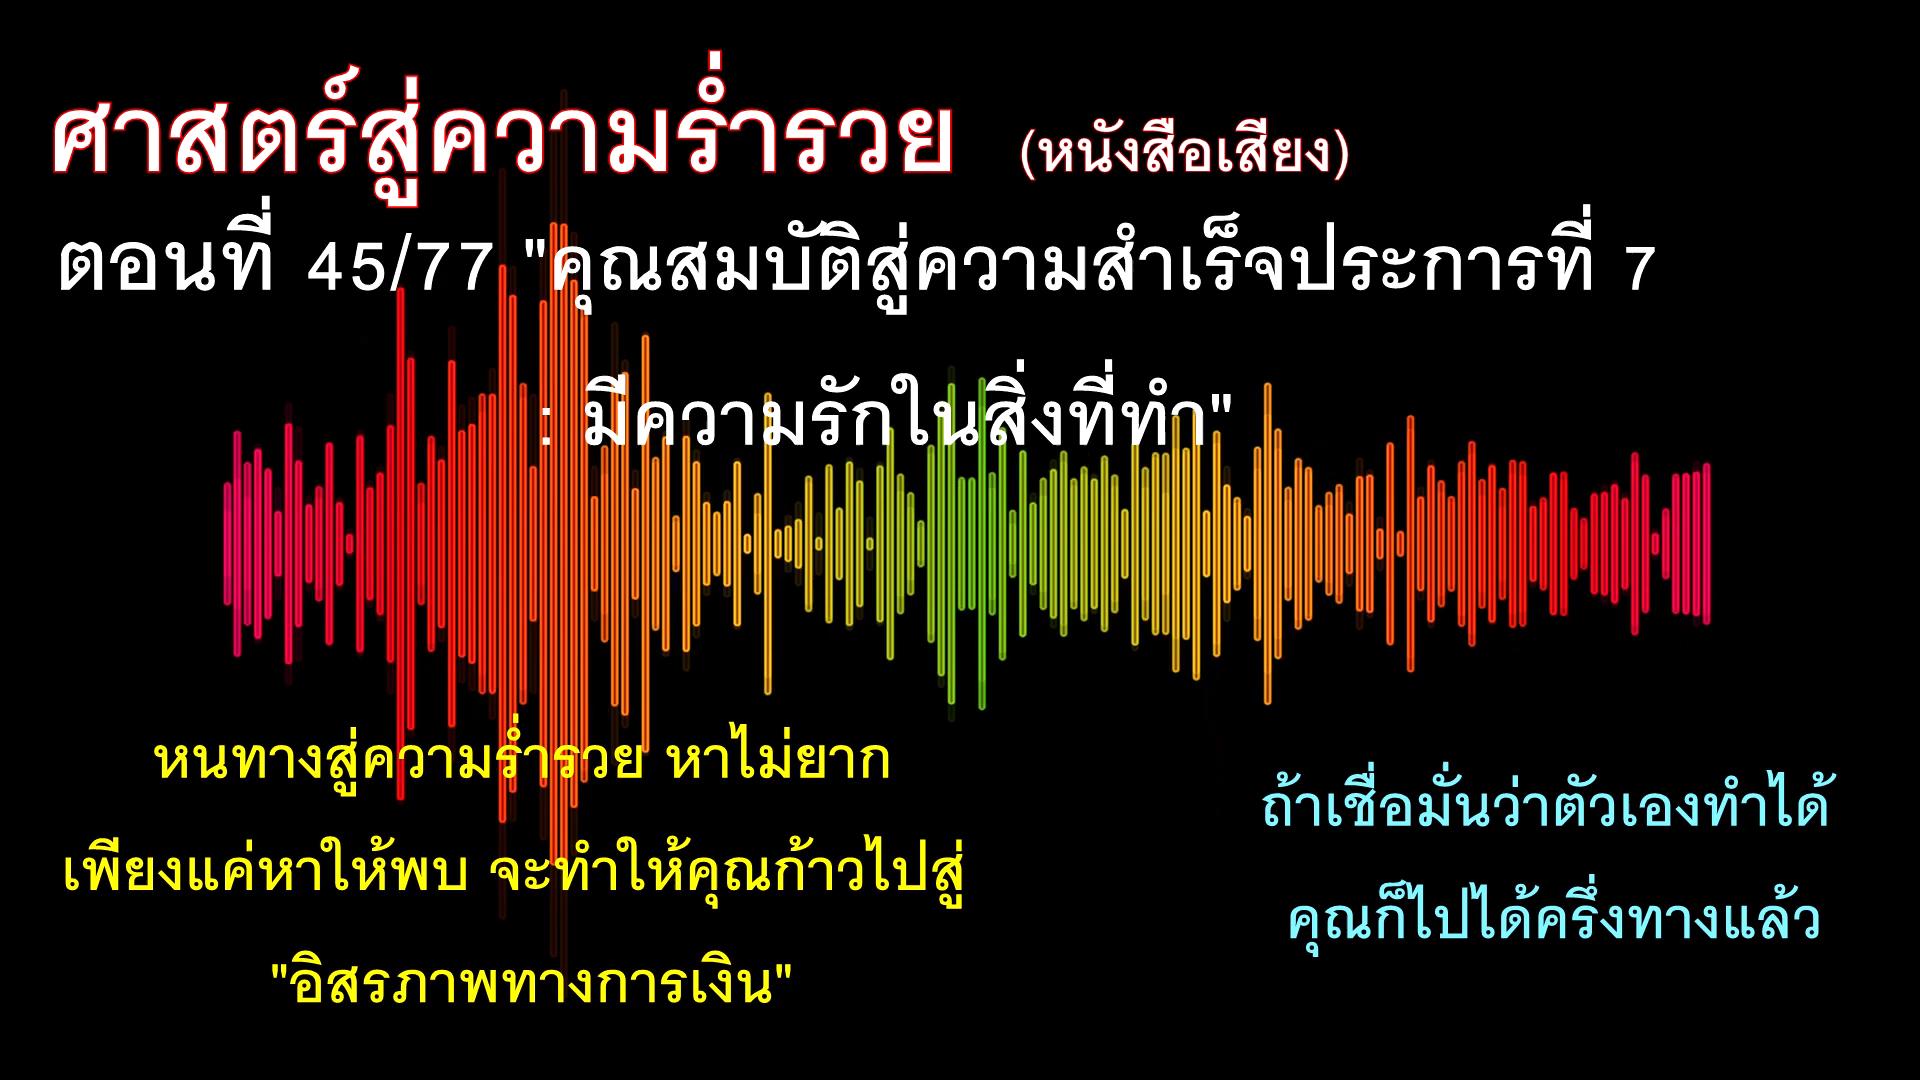 ศาสตร์สู่ความร่ำรวย (หนังสือเสียง)
ตอนที่ 45/77 "คุณสมบัติสู่ความสำเร็จประการที่ 7
: มีความรักในสิ่งที่ทำ"
หนทางสู่ความร่ำรวย หาไม่ยาก
เพียงแค่หาให้พบ จะทำให้คุณก้าวไปสู่
"อิสรภาพทางการเงิน"
ถ้าเชื่อมั่นว่าตัวเองทำได้
คุณก็ไปได้ครึ่งทางแล้ว